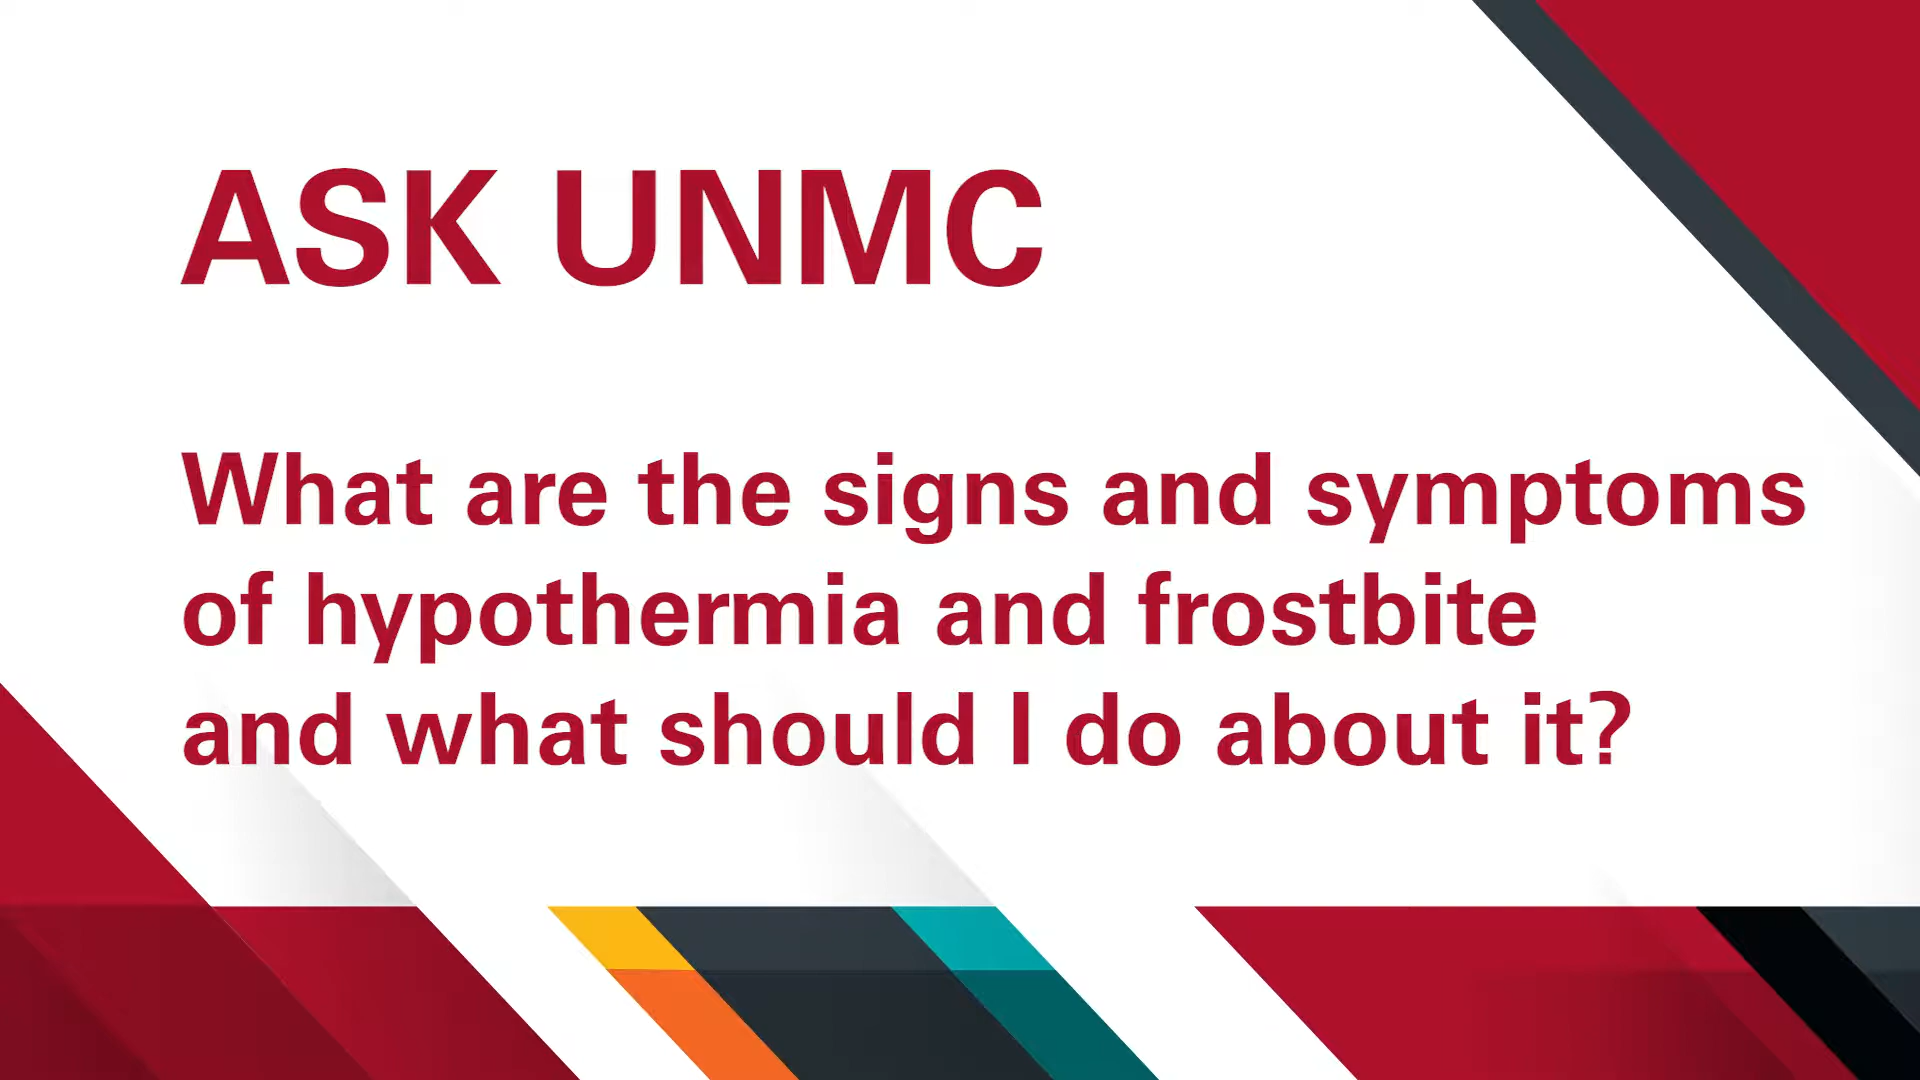 ASK UNMC
What are the signs and symptoms
of hypothermia and frostbite
and what should I do about it?